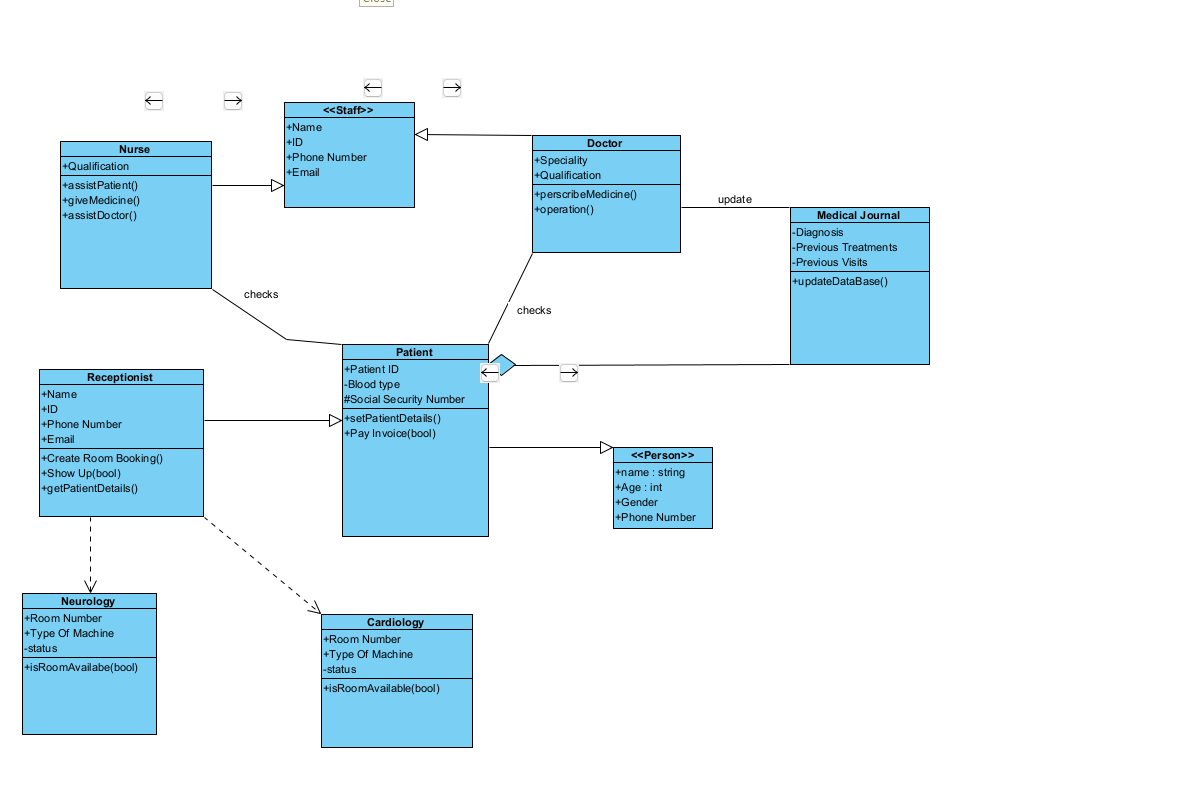 Close
<<Staff>>
+Name
+ID
+Phone Number
+Email
Nurse
+Qualification
+assistPatient()
+giveMedicine()
+assistDoctor()
Doctor
+Speciality
+Qualification
+perscribeMedicine()
+operation()
update
Medical Journal
-Diagnosis
-Previous Treatments
-Previous Visits
+updateDataBase()
checks
checks
Patient
+Patient ID
-Blood type
#Social Security Number
+setPatientDetails()
+Pay Invoice(bool)
Receptionist
+Name
+ID
+Phone Number
+Email
+Create Room Booking()
+Show Up(bool)
+getPatientDetails()
<<Person>>
+name : string
+Age : int
+Gender
+Phone Number
Neurology
+Room Number
+Type Of Machine
-status
+isRoomAvailabe(bool)
Cardiology
+Room Number
+Type Of Machine
-status
+isRoomAvailable(bool)